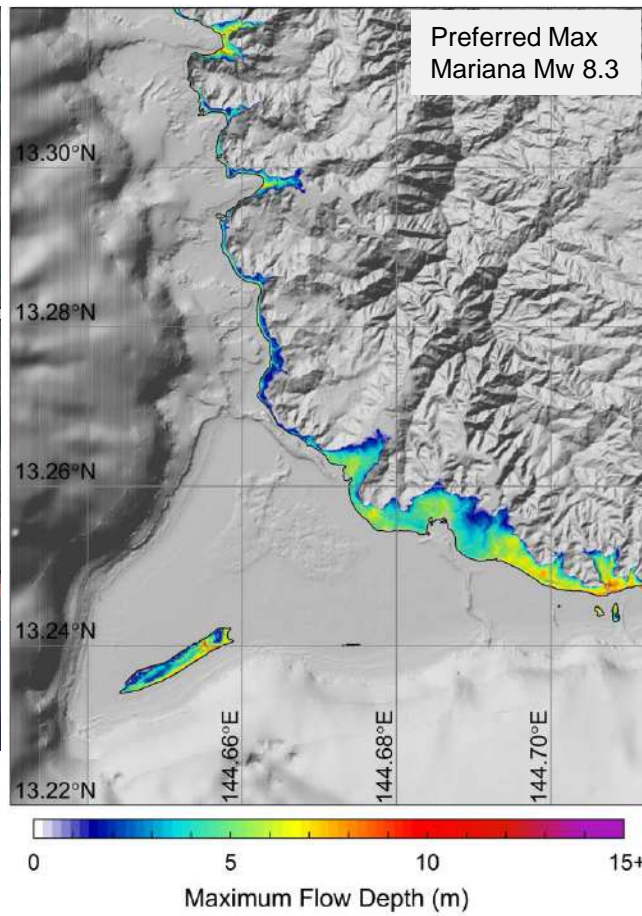 Preferred Max
Mariana Mw 8.3
13.30°N
13.28°N
13.26°N
13.24°N
13.22°N
144.66°E
144.68°E
144.70°E
0
5
10
15+
Maximum Flow Depth (m)